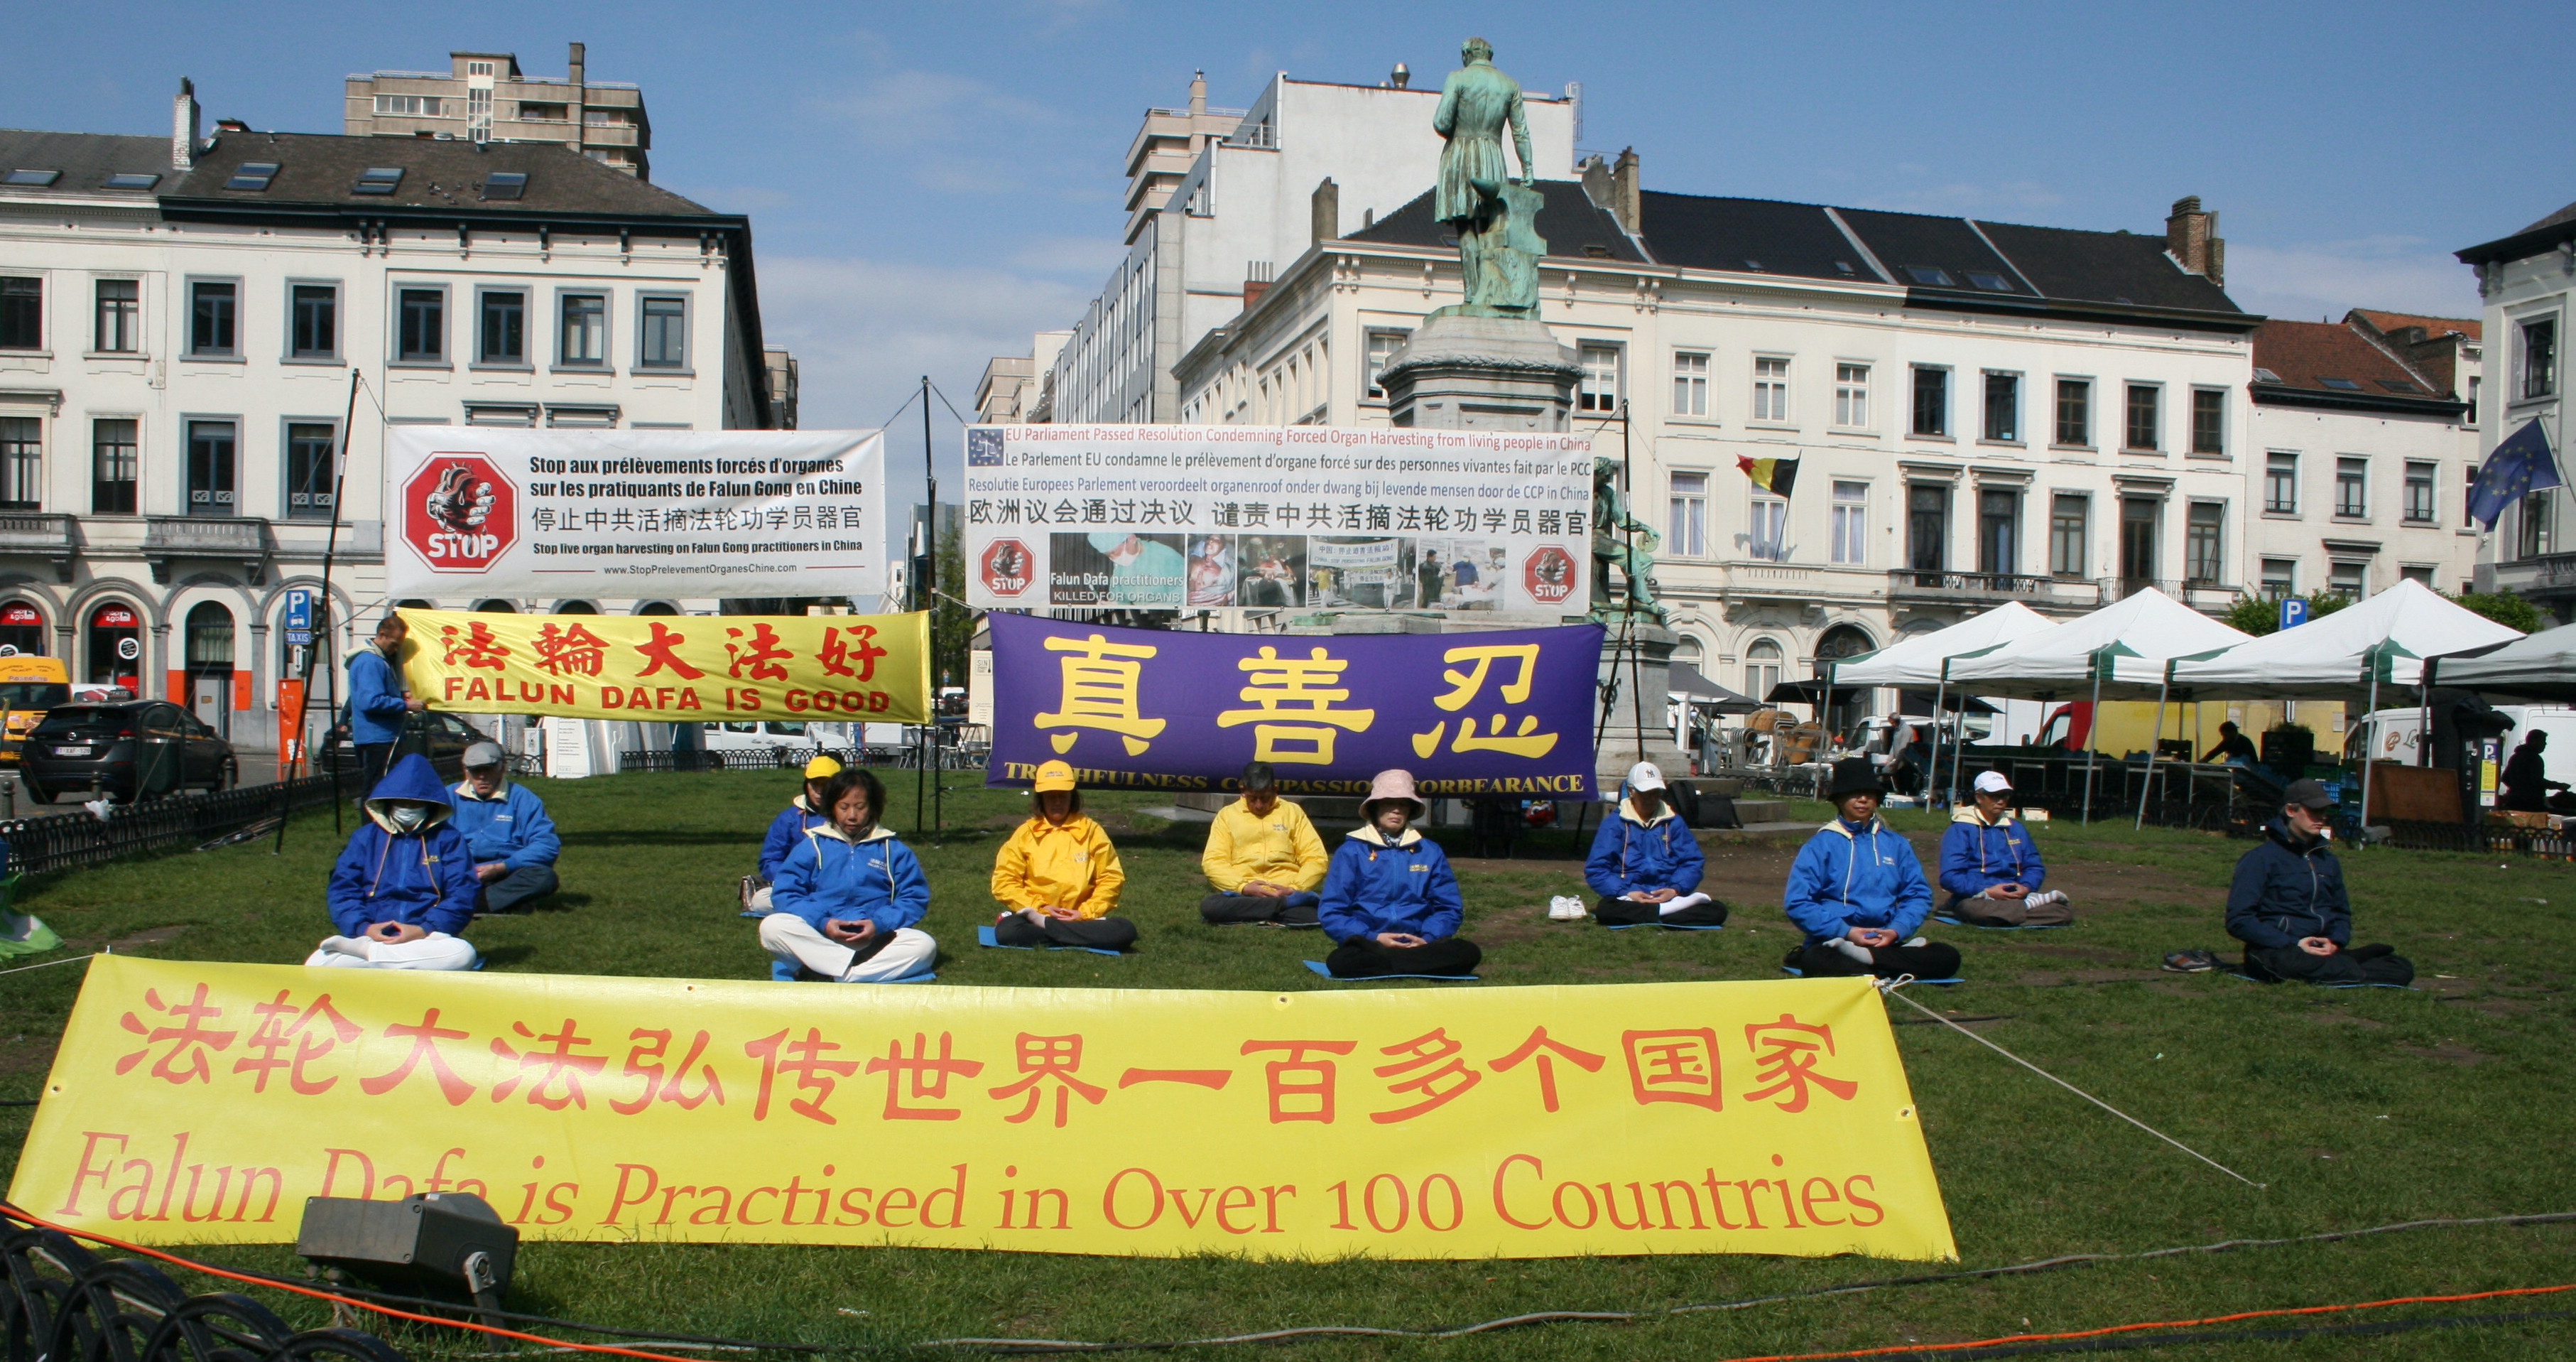 Stop aux prélèvements forcés d'organes
sur les pratiquants de Falun Gong en Chine
停止中共活摘法轮功学员器官
Stop live organ harvesting on Falun Gong practitioners in China
www.StopPrelevementOrganesChine.com
STOP
EU Parliament Passed Resolution Condemning Forced Organ Harvesting from living people in China
Le Parlement EU condamne le prélèvement d'organe forcé sur des personnes vivantes fait par le PCC
Resolutie Europees Parlement veroordeelt organenroof onder dwang bij levende mensen door de CCP in China
欧洲议会通过决议 谴责中共活摘法轮功学员器官
STOP
Falun Dafa practitioners
KILLED FOR ORGANS
STOP
P
TAXIS
法輪大法好
FALUN DAFA IS GOOD
真善忍
TRUTHFULNESS COMPASSION FORBEARANCE
P
P
法轮大法弘传世界一百多个国家
Falun Dafa is Practised in Over 100 Countries